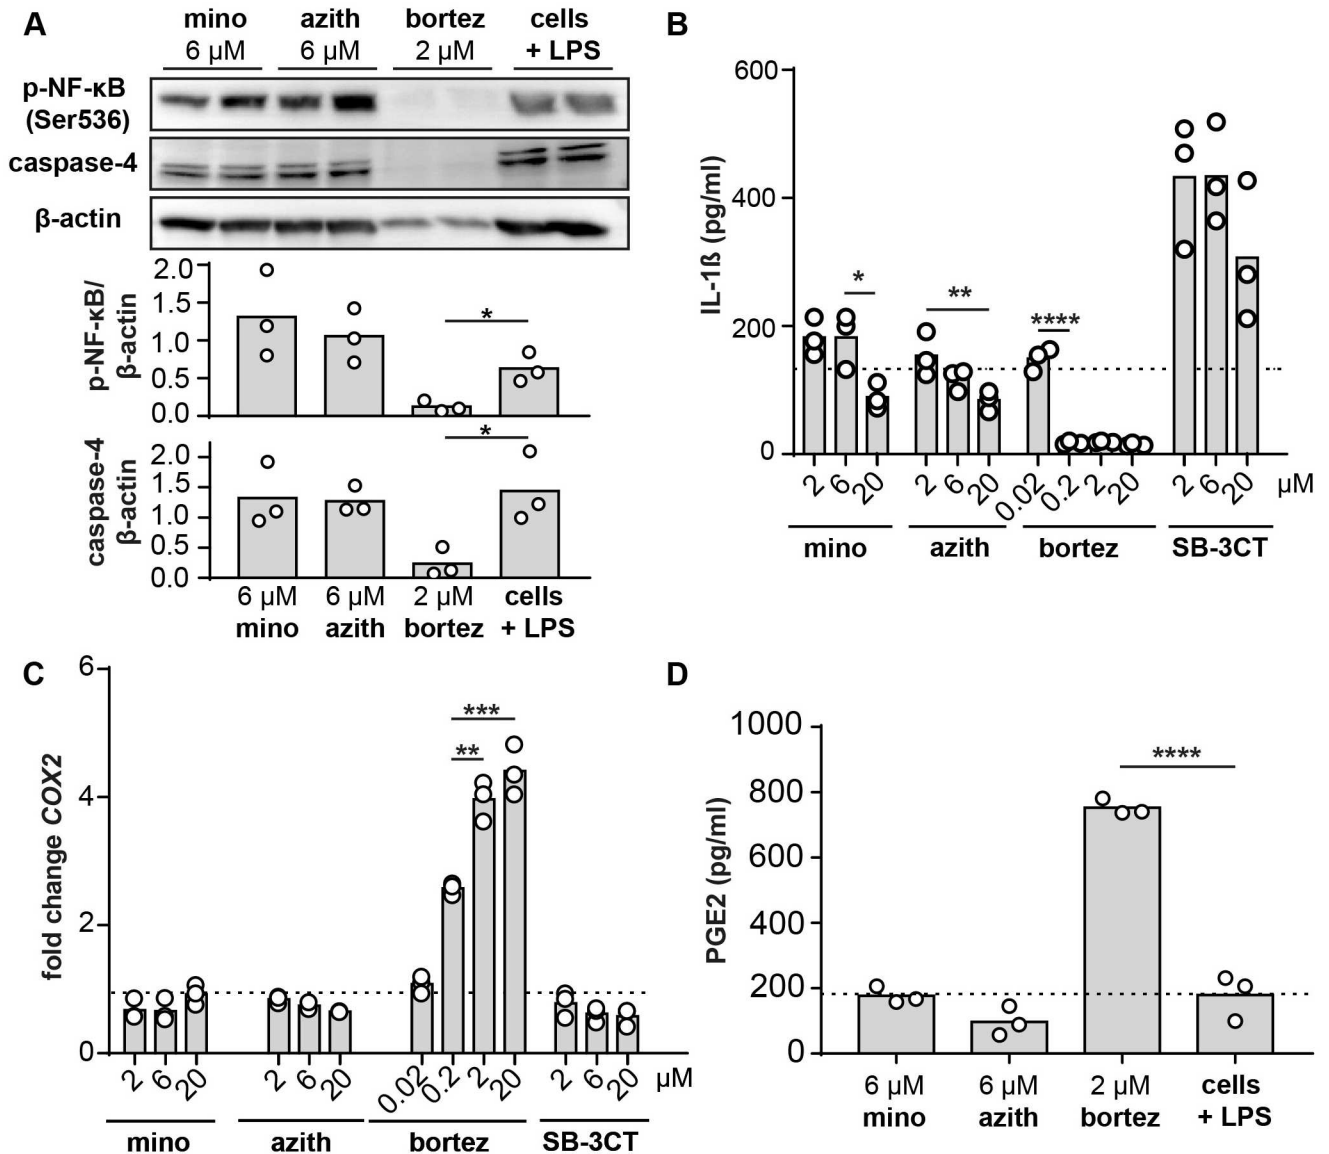 A
mino
azith
bortez
cells
6 µM
6 µM
2 µM
+ LPS
p-NF-κB
(Ser536)
caspase-4
β-actin
p-NF-κB/
β-actin
2.0
1.5
1.0
0.5
0.0
*
caspase-4
β-actin
2.0
1.5
1.0
0.5
0.0
*
6 µM
6 µM
2 µM
cells
mino
azith
bortez
+ LPS
B
IL-1ß (pg/ml)
600
400
200
0
*
**
****
2
6
20
2
6
20
0.02
0.2
2
20
2
6
20
µM
mino
azith
bortez
SB-3CT
C
fold change COX2
6
4
2
0
***
**
2
6
20
2
6
20
0.02
0.2
2
20
2
6
20
µM
mino
azith
bortez
SB-3CT
D
PGE2 (pg/ml)
1000
800
600
400
200
0
****
6 µM
6 µM
2 µM
cells
mino
azith
bortez
+ LPS